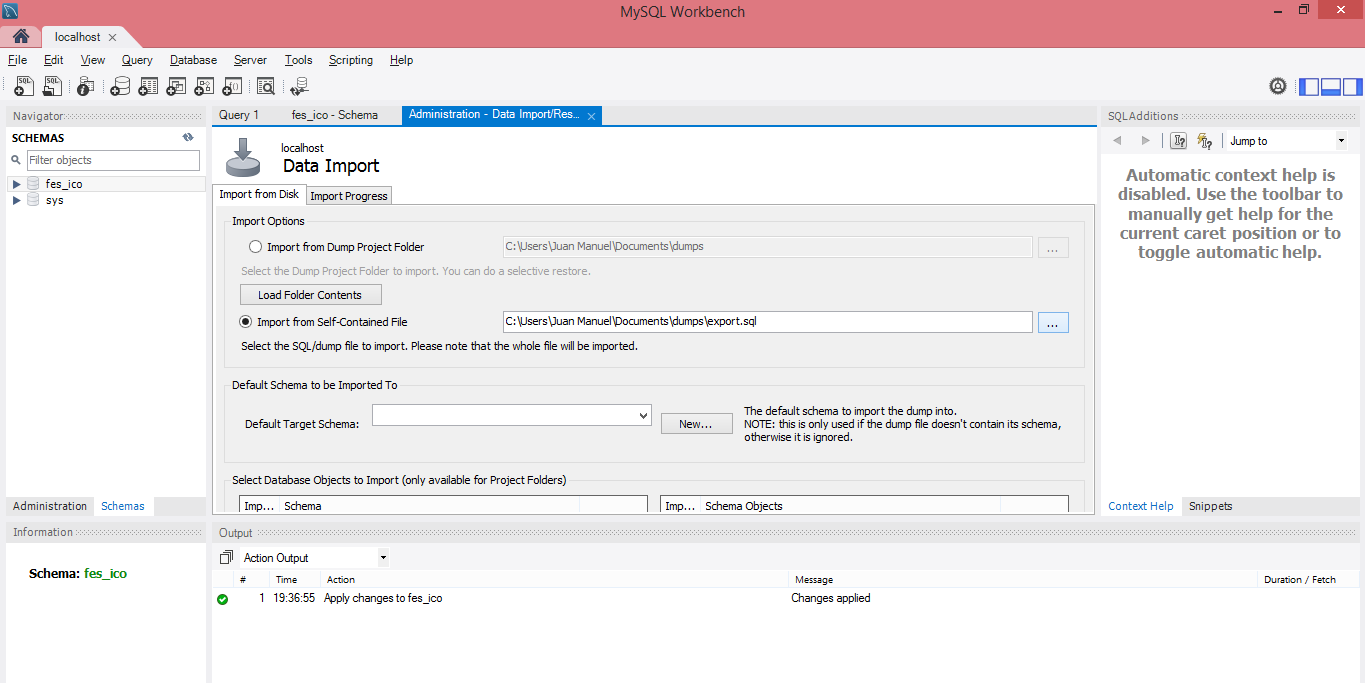 MySQL Workbench
localhost
File Edit View Query Database Server Tools Scripting Help
Navigator
SCHEMAS
Filter objects
fes_ico
sys
Administration Schemas
Information
Schema: fes_ico
Query 1 fes_ico - Schema Administration - Data Import/Res...
localhost
Data Import
Import from Disk Import Progress
Import Options
Import from Dump Project Folder C:\Users\Juan Manuel\Documents\dumps ...
Select the Dump Project Folder to import. You can do a selective restore.
Load Folder Contents
Import from Self-Contained File C:\Users\Juan Manuel\Documents\dumps\export.sql ...
Select the SQL/dump file to import. Please note that the whole file will be imported.
Default Schema to be Imported To
Default Target Schema: New...
The default schema to import the dump into.
NOTE: this is only used if the dump file doesn't contain its schema,
otherwise it is ignored.
Select Database Objects to Import (only available for Project Folders)
Imp... Schema Imp... Schema Objects
SQLAdditions
Jump to
Automatic context help is
disabled. Use the toolbar to
manually get help for the
current caret position or to
toggle automatic help.
Context Help Snippets
Output
Action Output
# Time Action Message Duration / Fetch
1 19:36:55 Apply changes to fes_ico Changes applied